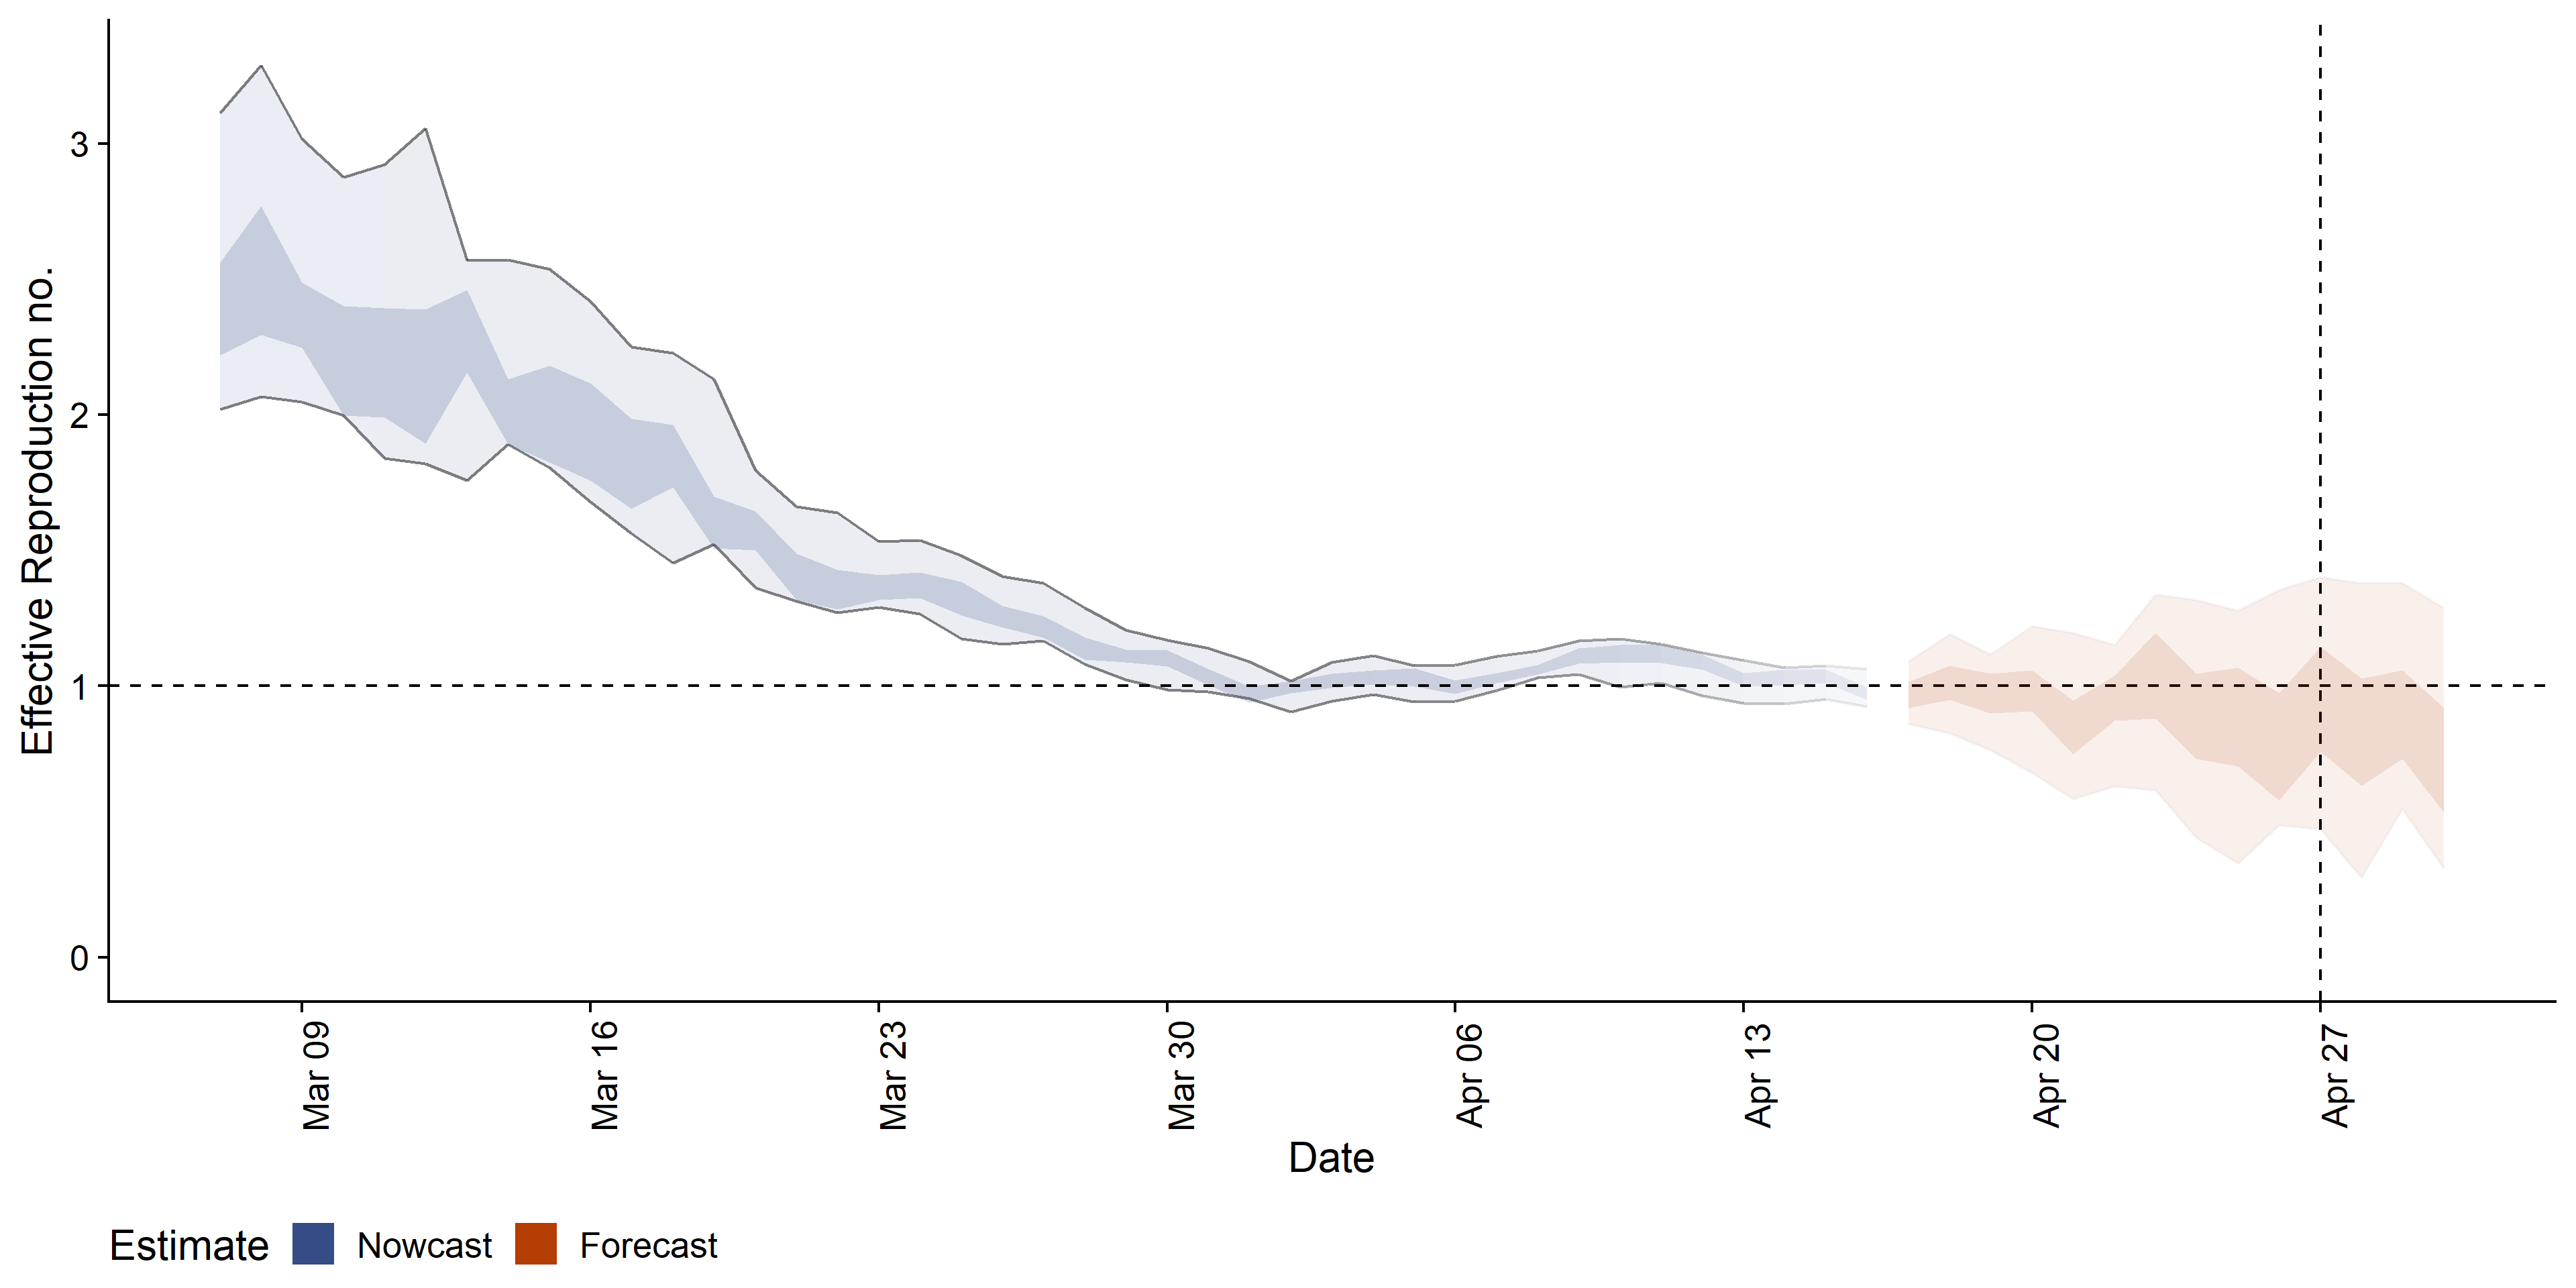 Effective Reproduction no.
3
2
1
0
Mar 09
Mar 16
Mar 23
Mar 30
Apr 06
Apr 13
Apr 20
Apr 27
Date
Estimate Nowcast Forecast